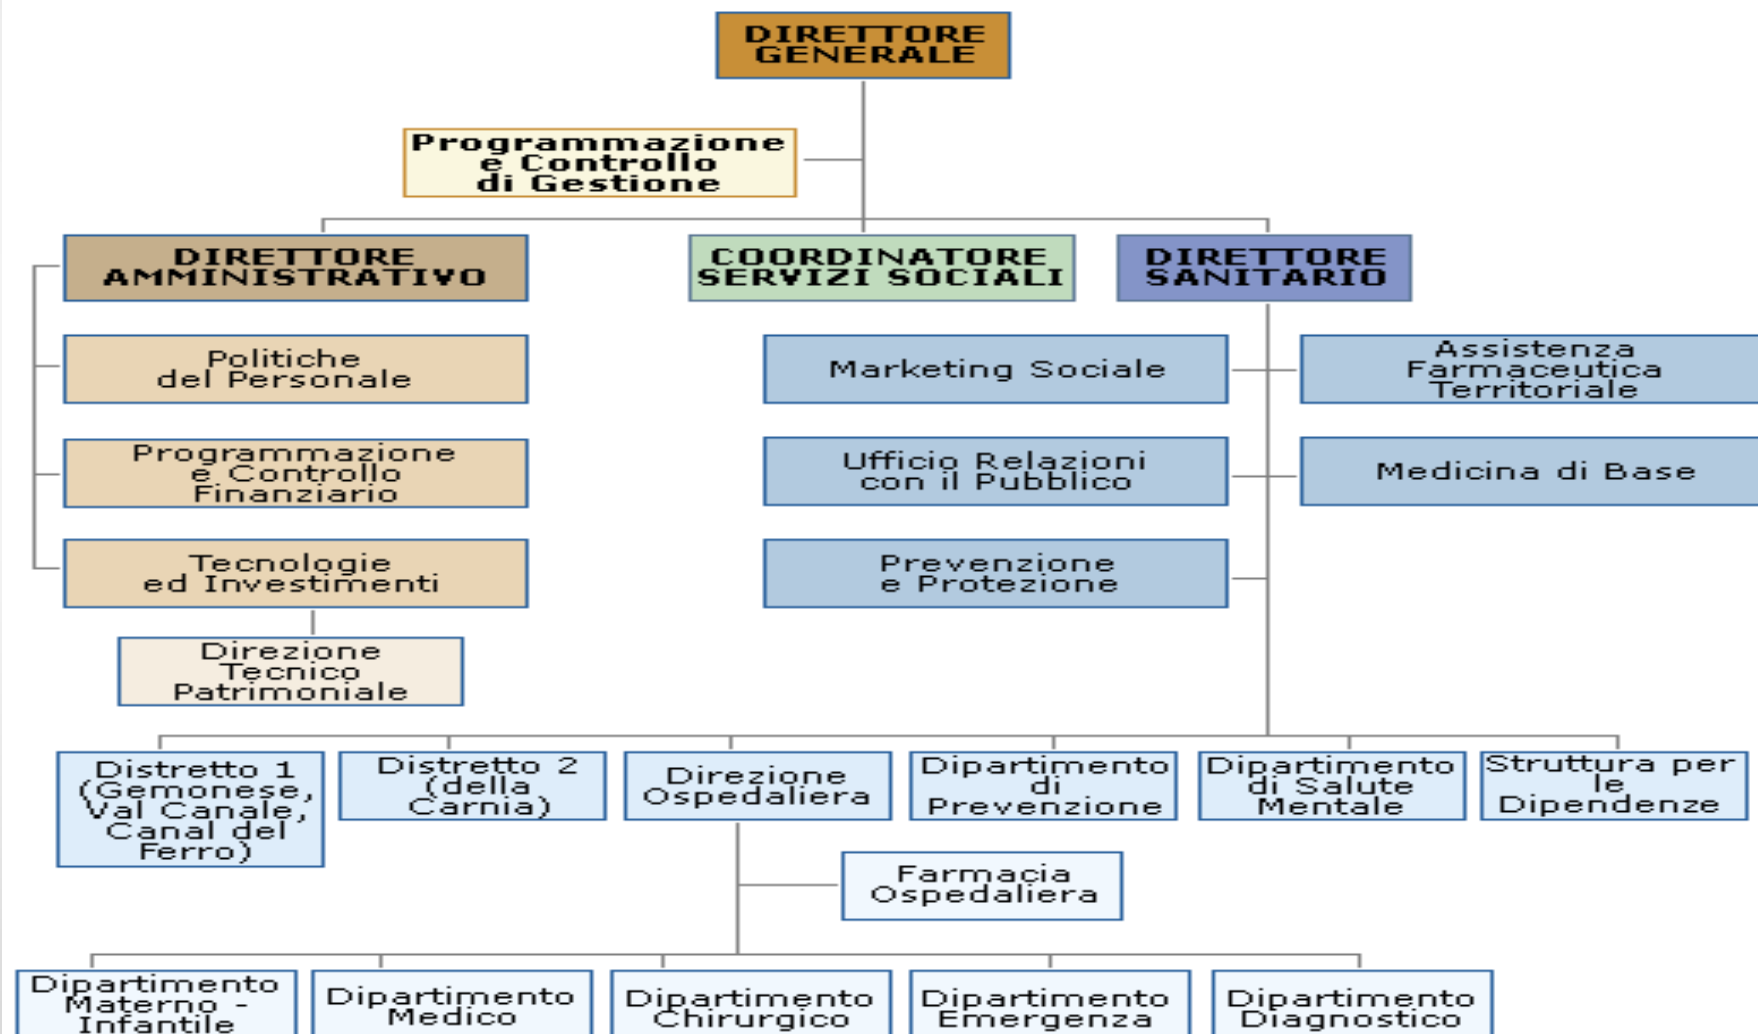 DIRETTORE
GENERALE
Programmazione
e Controllo
di Gestione
DIRETTORE
AMMINISTRATIVO
COORDINATORE
SERVIZI SOCIALI
DIRETTORE
SANITARIO
Politiche
del Personale
Marketing Sociale
Assistenza
Farmaceutica
Territoriale
Programmazione
e Controllo
Finanziario
Ufficio Relazioni
con il Pubblico
Medicina di Base
Tecnologie
ed Investimenti
Prevenzione
e Protezione
Direzione
Tecnico
Patrimoniale
Distretto 1
(Gemonese,
Val Canale,
Canal del
Ferro)
Distretto 2
(della
Carnia)
Direzione
Ospedaliera
Dipartimento
di
Prevenzione
Dipartimento
di Salute
Mentale
Struttura per
le
Dipendenze
Farmacia
Ospedaliera
Dipartimento
Materno -
Infantile
Dipartimento
Medico
Dipartimento
Chirurgico
Dipartimento
Emergenza
Dipartimento
Diagnostico